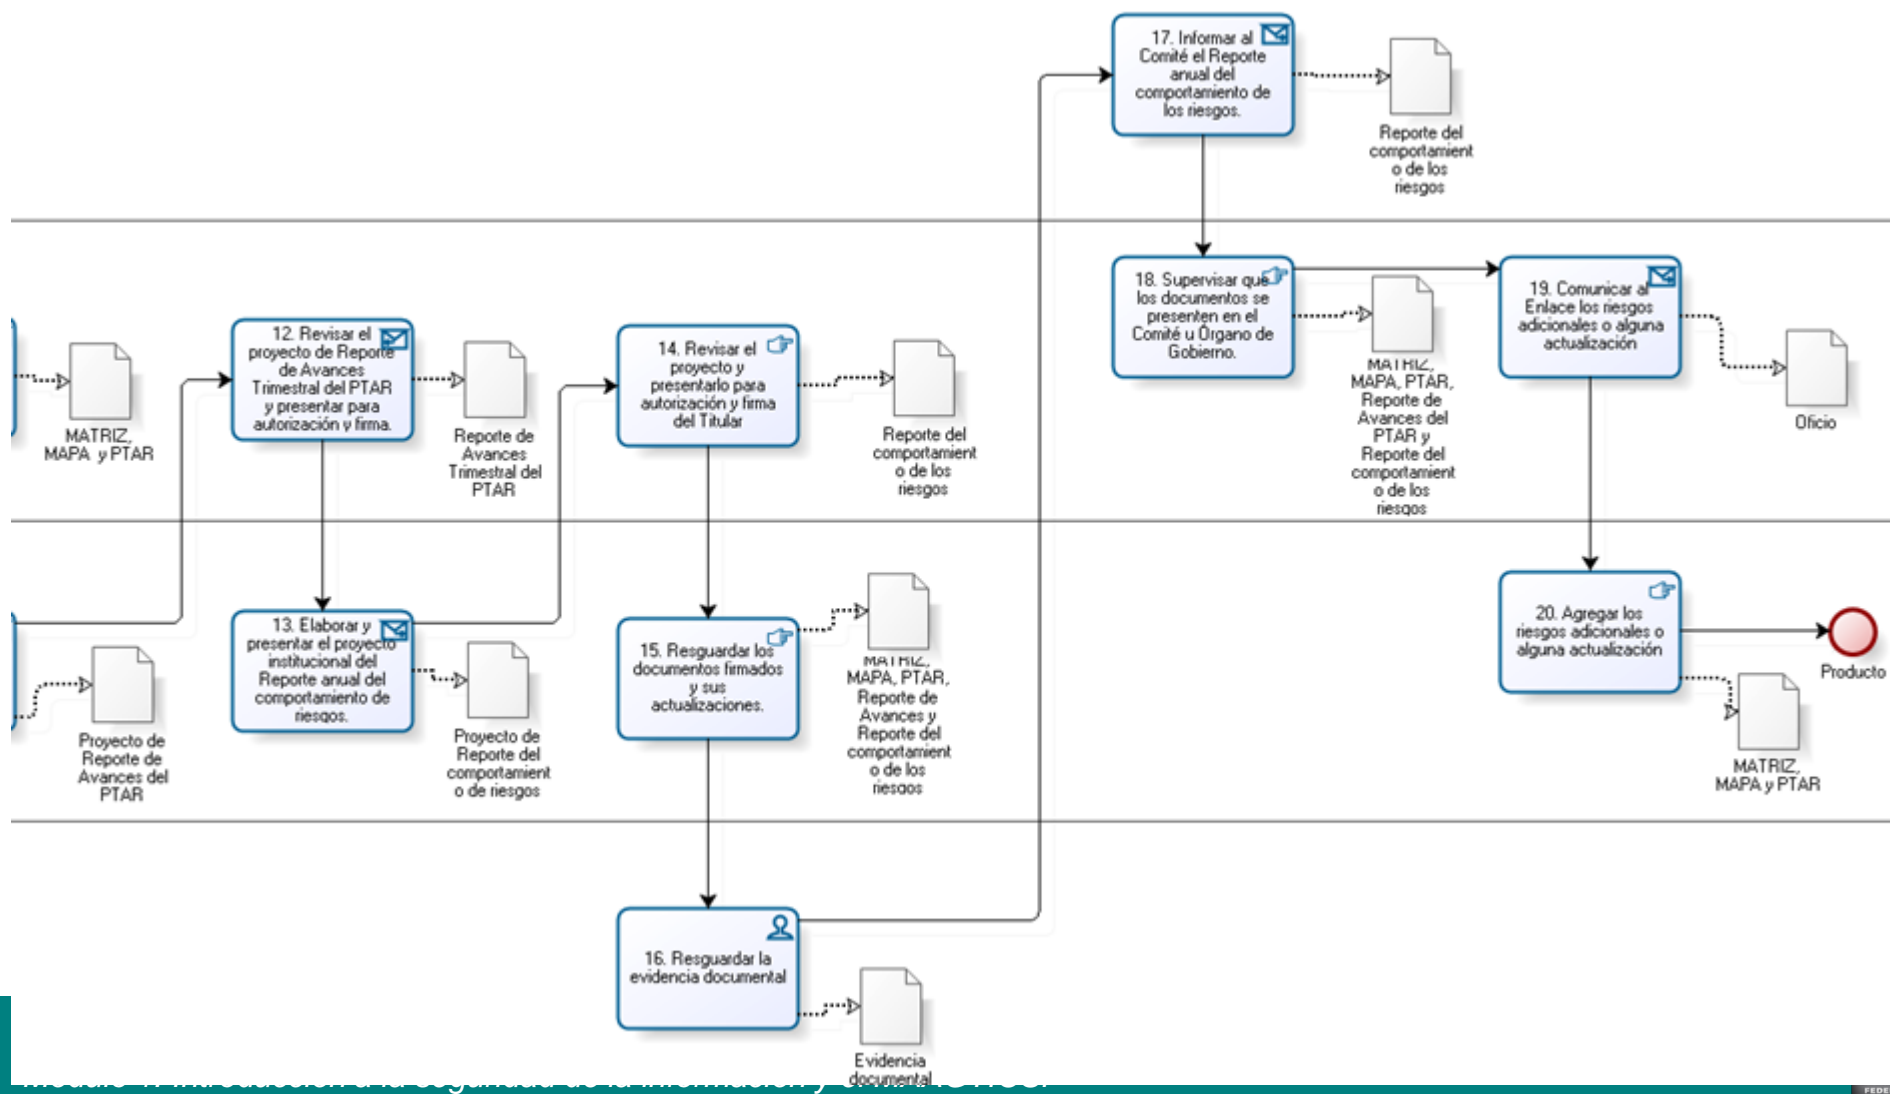 17. Informar al
Comité el Reporte
anual del
comportamiento de
los riesgos.
Reporte del
comportamient
o de los
riesgos
12. Revisar el
proyecto de Reporte
de Avances
Trimestral del PTAR
y presentar para
autorización y firma.
14. Revisar el
proyecto y
presentarlo para
autorización y firma
del Titular
18. Supervisar que
los documentos se
presenten en el
Comité u Órgano de
Gobierno.
19. Comunicar al
Enlace los riesgos
adicionales o alguna
actualización
MATRIZ,
MAPA y PTAR
Reporte de
Avances
Trimestral del
PTAR
Reporte del
comportamient
o de los
riesgos
MATRIZ,
MAPA, PTAR,
Reporte de
Avances del
PTAR y
Reporte del
comportamient
o de los
riesgos
Oficio
13. Elaborar y
presentar el proyecto
institucional del
Reporte anual del
comportamiento de
riesgos.
15. Resguardar los
documentos firmados
y sus
actualizaciones.
20. Agregar los
riesgos adicionales o
alguna actualización
Producto
Proyecto de
Reporte de
Avances del
PTAR
Proyecto de
Reporte del
comportamient
o de riesgos
MATRIZ,
MAPA, PTAR,
Reporte de
Avances y
Reporte del
comportamient
o de los
riesgos
MATRIZ,
MAPA y PTAR
16. Resguardar la
evidencia documental
Evidencia
documental
Introducción a la seguridad de la información y
FEDE